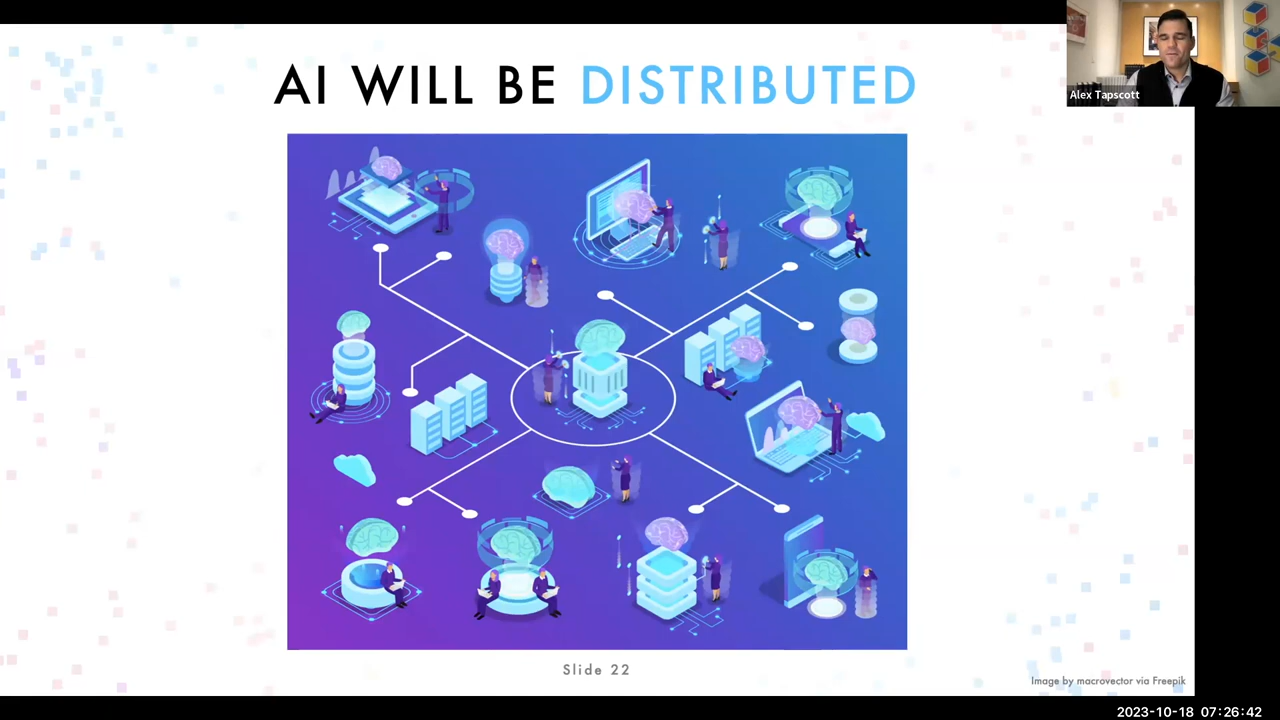 AI WILL BE DISTRIBUTED
Alex Tapscott
Slide 22
Image by macrovector via Freepik
2023-10-18 07:26:42